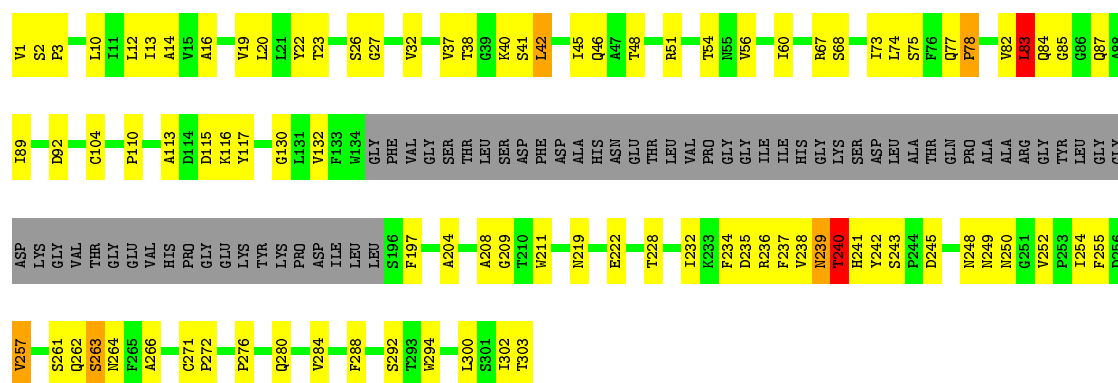 V1 S2 P3 L10 I11 L12 I13 A14 V15 A16 V19 L20 L21 Y22 T23 S26 G27 V32 V37 T38 G39 K40 S41 L42 I45 Q46 A47 T48 R51 T54 N55 V56 I60 R67 S68 I73 L74 S75 F76 Q77 P78 V82 L83 Q84 G85 G86 Q87 A88
I89 D92 C104 P110 A113 D114 D115 K116 Y117 G130 L131 V132 F133 W134 GLY PHE VAL GLY SER THR LEU SER ASP PHE ASP ALA HIS ASN GLU THR LEU VAL PRO GLY GLY ILE ILE HIS GLY LYS SER ASP LEU ALA THR GLN PRO ALA ALA ARG GLY TYR LEU GLY GLY
ASP LYS GLY VAL THR GLY GLU VAL HIS PRO GLY GLU LYS TYR LYS PRO ASP ILE LEU LEU S196 F197 A204 A208 G209 T210 W211 N219 E222 T228 I232 K233 F234 D235 R236 F237 V238 N239 T240 H241 Y242 S243 P244 D245 N248 N249 N250 G251 V252 P253 I254 F255 D256
V257 S261 Q262 S263 N264 F265 A266 C271 P272 P276 Q280 V284 F288 S292 T293 W294 L300 S301 I302 T303